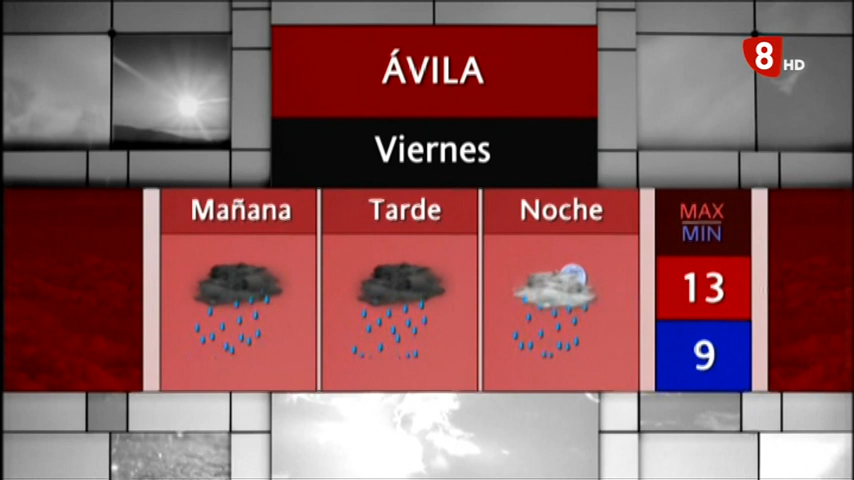 ÁVILA
8 HD
Viernes
Mañana Tarde Noche MAX
MIN
13
9